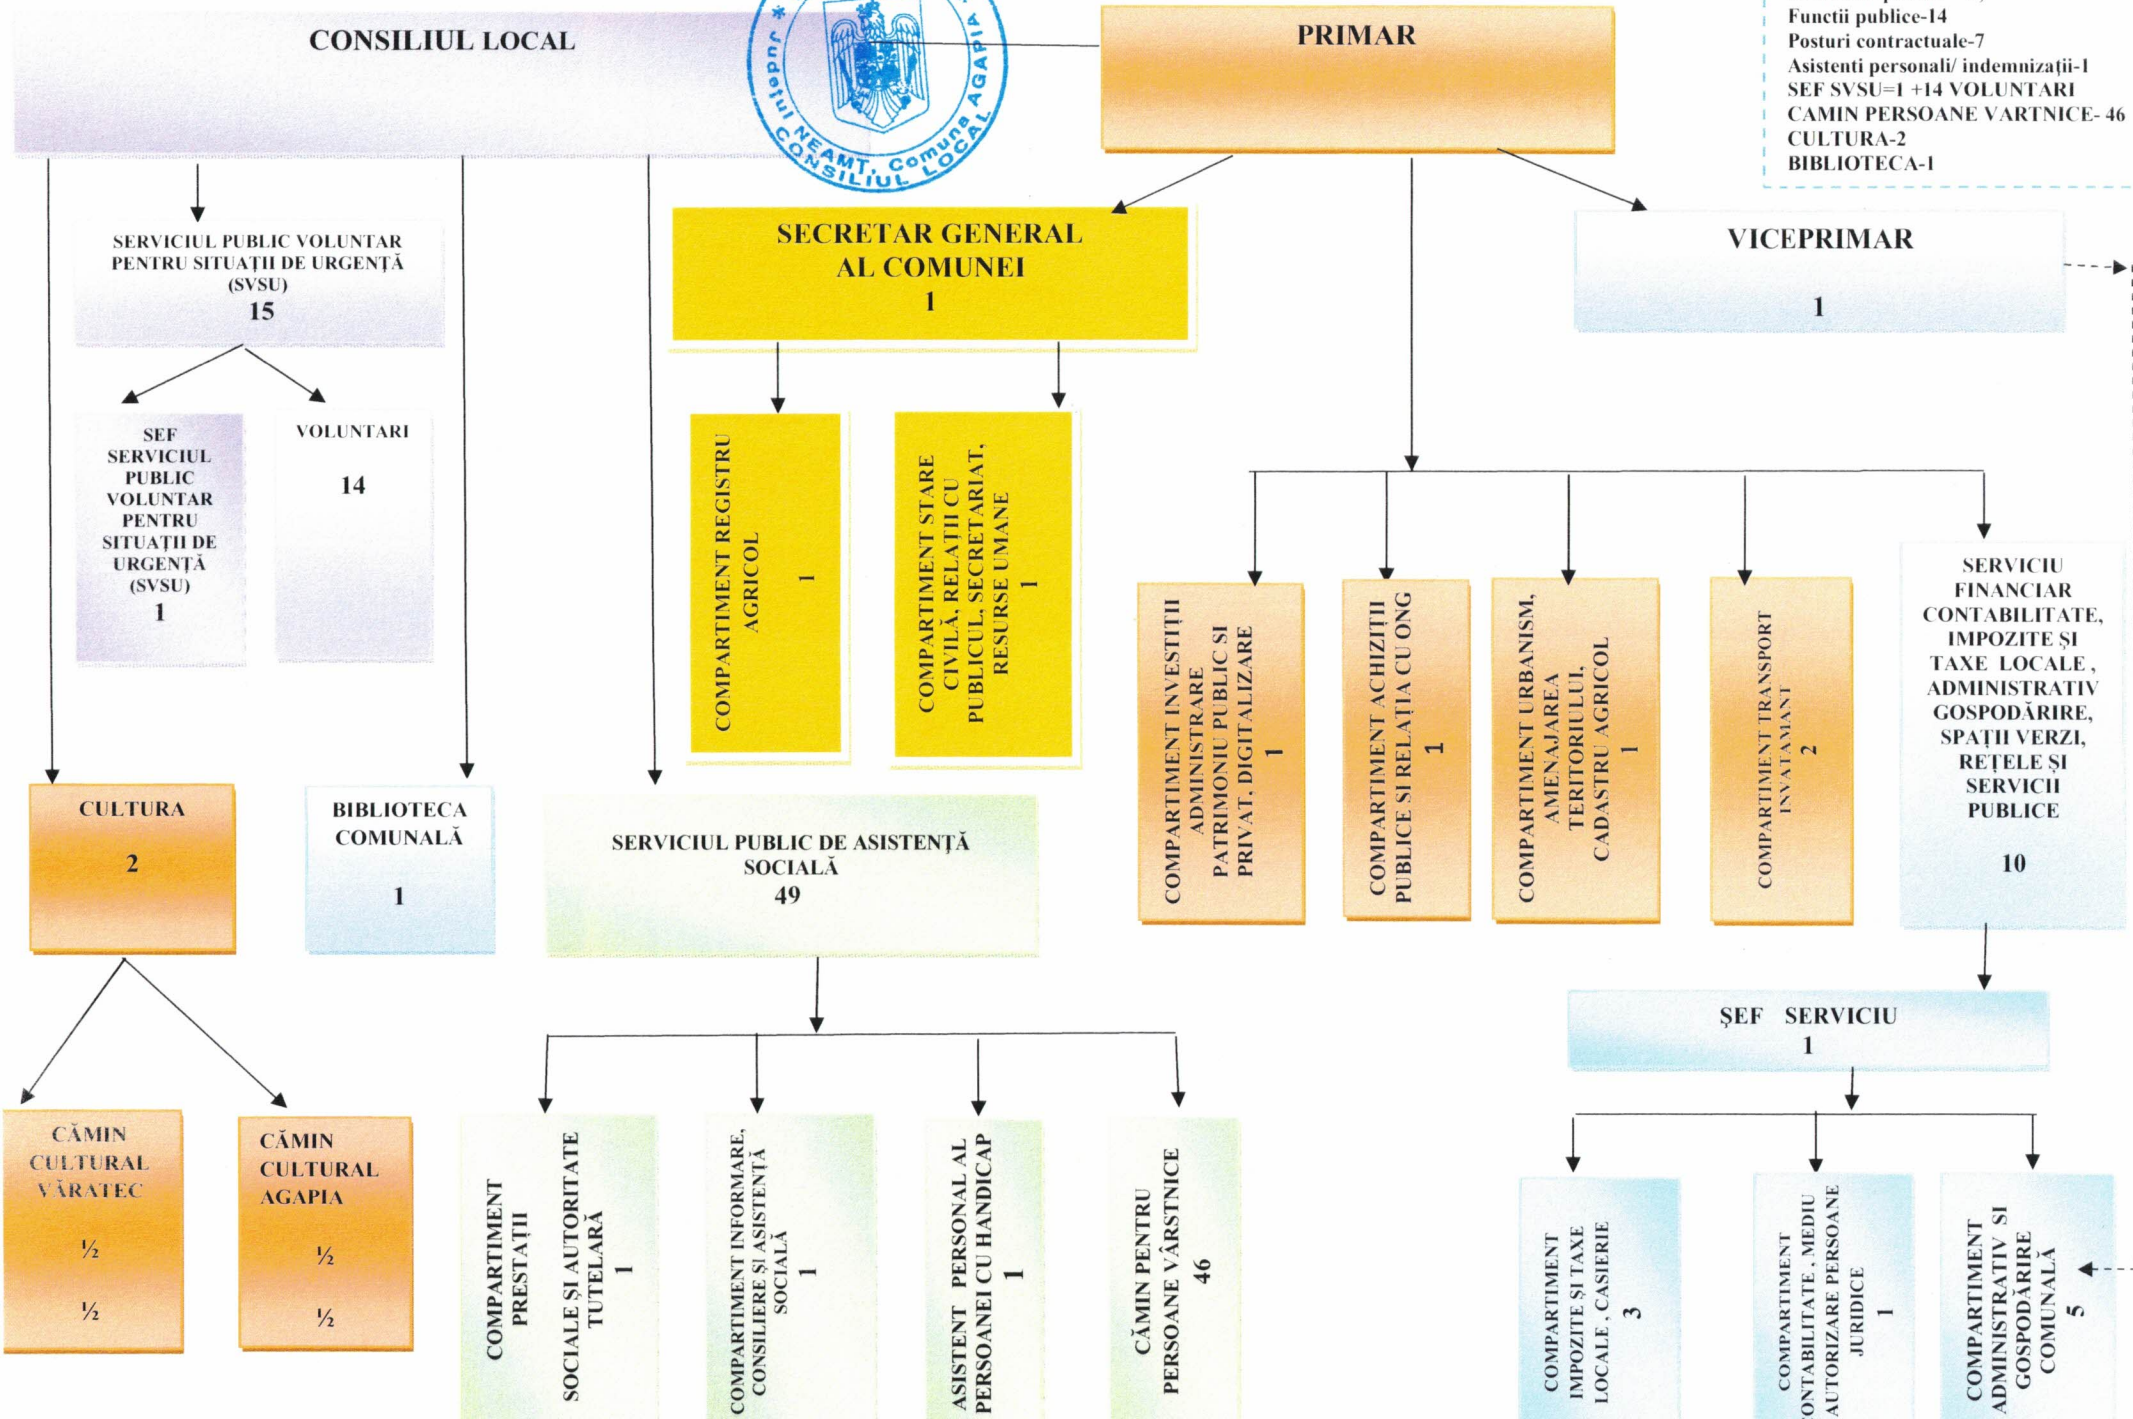 CONSILIUL LOCAL
Județul NEAMT, Comuna AGAPIA
CONSILIUL LOCAL
PRIMAR
Functii publice-14
Posturi contractuale-7
Asistenti personali/ indemnizații-1
SEF SVSU=1 +14 VOLUNTARI
CAMIN PERSOANE VARTNICE- 46
CULTURA-2
BIBLIOTECA-1
SERVICIUL PUBLIC VOLUNTAR
PENTRU SITUAȚII DE URGENȚĂ
(SVSU)
15
SECRETAR GENERAL
AL COMUNEI
1
VICEPRIMAR
1
SEF
SERVICIUL
PUBLIC
VOLUNTAR
PENTRU
SITUAȚII DE
URGENȚĂ
(SVSU)
1
VOLUNTARI
14
COMPARTIMENT REGISTRU
AGRICOL
1
COMPARTIMENT STARE
CIVILĂ, RELAȚII CU
PUBLICUL, SECRETARIAT,
RESURSE UMANE
1
COMPARTIMENT INVESTIȚII
ADMINISTRARE
PATRIMONIU PUBLIC SI
PRIVAT, DIGITALIZARE
1
COMPARTIMENT ACHIZIȚII
PUBLICE SI RELAȚIA CU ONG
1
COMPARTIMENT URBANISM,
AMENAJAREA
TERITORIULUI,
CADASTRU AGRICOL
1
COMPARTIMENT TRANSPORT
INVATAMANT
2
SERVICIU
FINANCIAR
CONTABILITATE,
IMPOZITE ȘI
TAXE LOCALE ,
ADMINISTRATIV
GOSPODĂRIRE,
SPAȚII VERZI,
REȚELE ȘI
SERVICII
PUBLICE
10
CULTURA
2
BIBLIOTECA
COMUNALĂ
1
SERVICIUL PUBLIC DE ASISTENȚĂ
SOCIALĂ
49
ȘEF SERVICIU
1
CĂMIN
CULTURAL
VĂRATEC
½
½
CĂMIN
CULTURAL
AGAPIA
½
½
COMPARTIMENT
PRESTAȚII
SOCIALE ȘI AUTORITATE
TUTELARĂ
1
COMPARTIMENT INFORMARE,
CONSILIERE ȘI ASISTENȚĂ
SOCIALĂ
1
ASISTENT PERSONAL AL
PERSOANEI CU HANDICAP
1
CĂMIN PENTRU
PERSOANE VÂRSTNICE
46
COMPARTIMENT
IMPOZITE ȘI TAXE
LOCALE , CASIERIE
3
COMPARTIMENT
CONTABILITATE , MEDIU
AUTORIZARE PERSOANE
JURIDICE
1
COMPARTIMENT
ADMINISTRATIV SI
GOSPODĂRIRE
COMUNALĂ
5